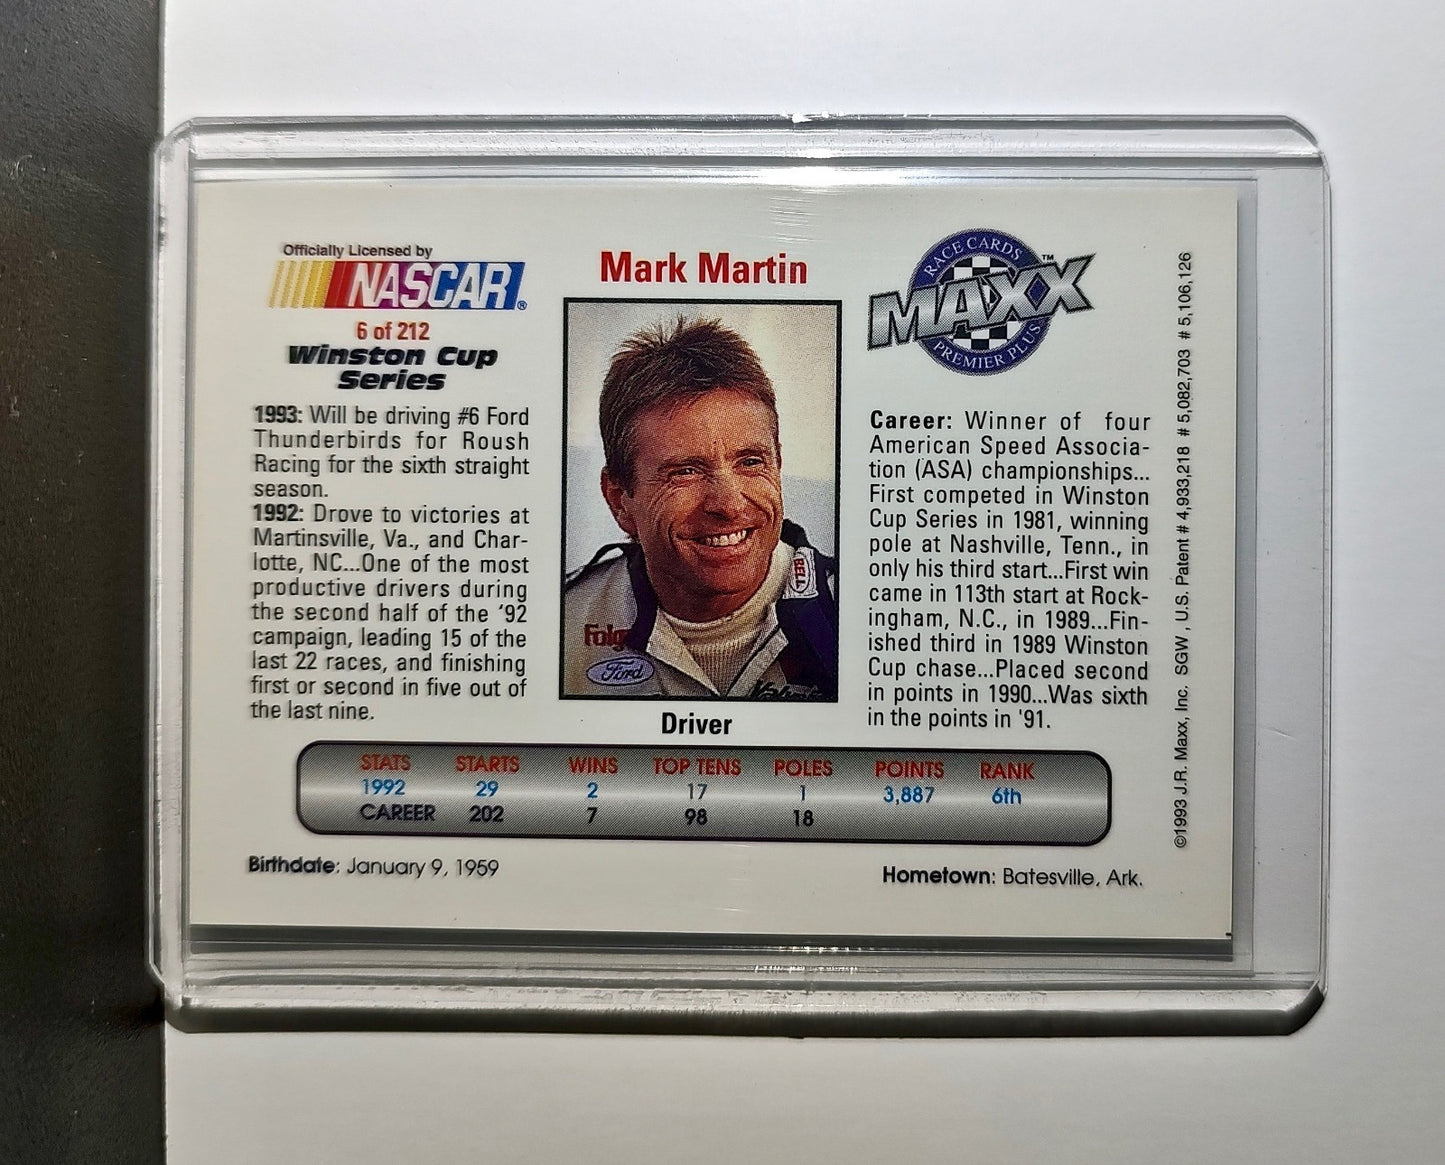 Officially Licensed by
NASCAR®
6 of 212
Winston Cup
Series
1993: Will be driving #6 Ford
Thunderbirds for Roush
Racing for the sixth straight
season.
1992: Drove to victories at
Martinsville, Va., and Char-
lotte, NC...One of the most
productive drivers during
the second half of the '92
campaign, leading 15 of the
last 22 races, and finishing
first or second in five out of
the last nine.
Mark Martin
BELL
Folg
Ford
Driver
RACE CARDS
MAXX™
PREMIER PLUS
Career: Winner of four
American Speed Associa-
tion (ASA) championships...
First competed in Winston
Cup Series in 1981, winning
pole at Nashville, Tenn., in
only his third start...First win
came in 113th start at Rock-
ingham, N.C., in 1989...Fin-
ished third in 1989 Winston
Cup chase...Placed second
in points in 1990...Was sixth
in the points in '91.
STATS STARTS WINS TOP TENS POLES POINTS RANK
1992 29 2 17 1 3,887 6th
CAREER 202 7 98 18
Birthdate: January 9, 1959
Hometown: Batesville, Ark.
©1993 J.R. Maxx, Inc. SGW, U.S. Patent # 4,933,218 # 5,082,703 # 5,106,126